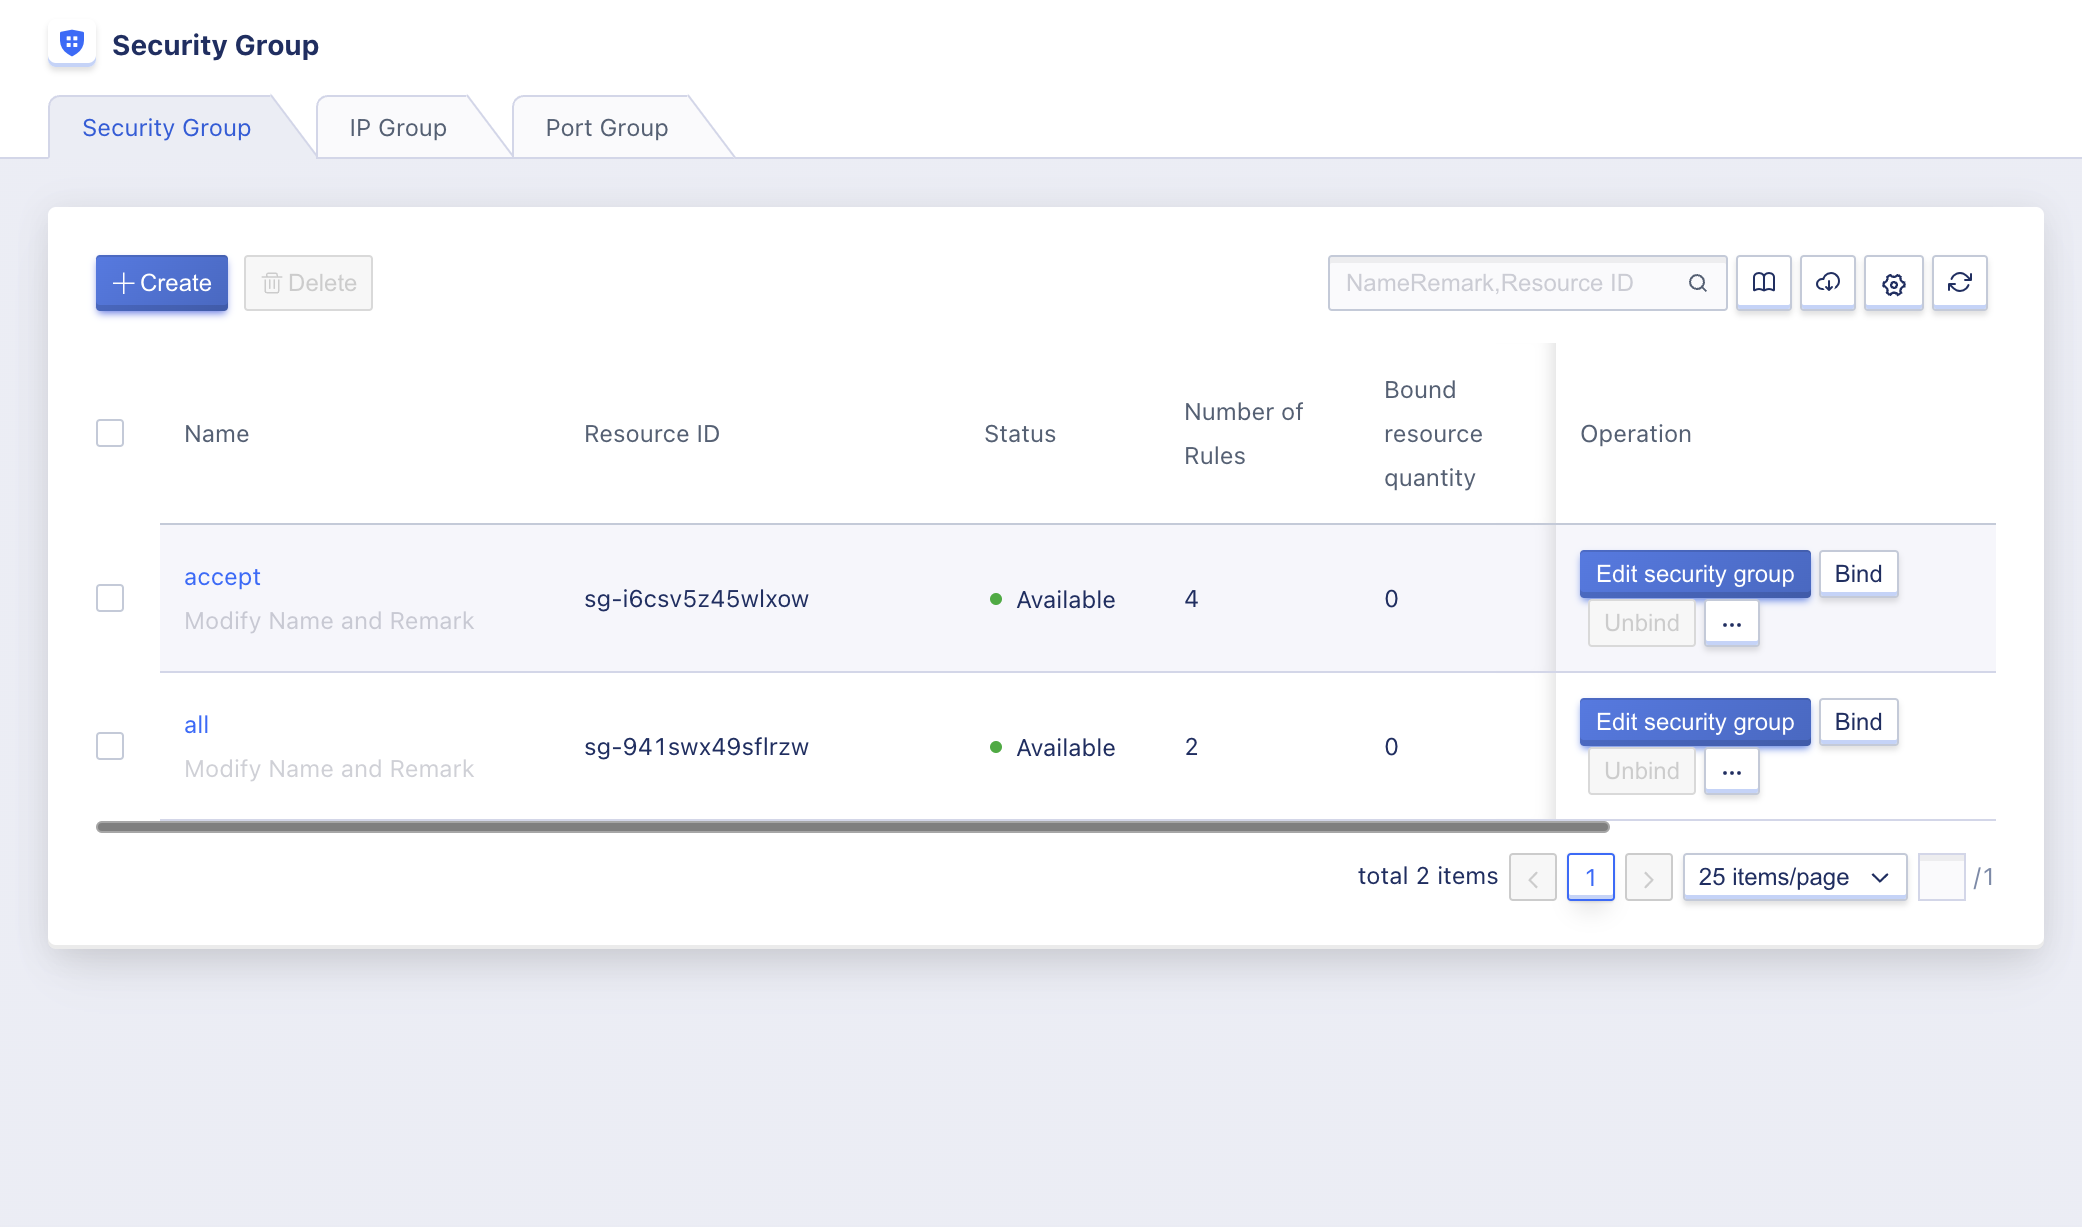 Security Group
Security Group
IP Group
Port Group
Create
Delete
NameRemark,Resource ID
Name
Resource ID
Status
Number of
Rules
Bound
resource
quantity
Operation
accept
Modify Name and Remark
sg-i6csv5z45wlxow
Available
4
0
Edit security group
Bind
Unbind
...
all
Modify Name and Remark
sg-941swx49sflrzw
Available
2
0
Edit security group
Bind
Unbind
...
total 2 items
1
25 items/page
/1